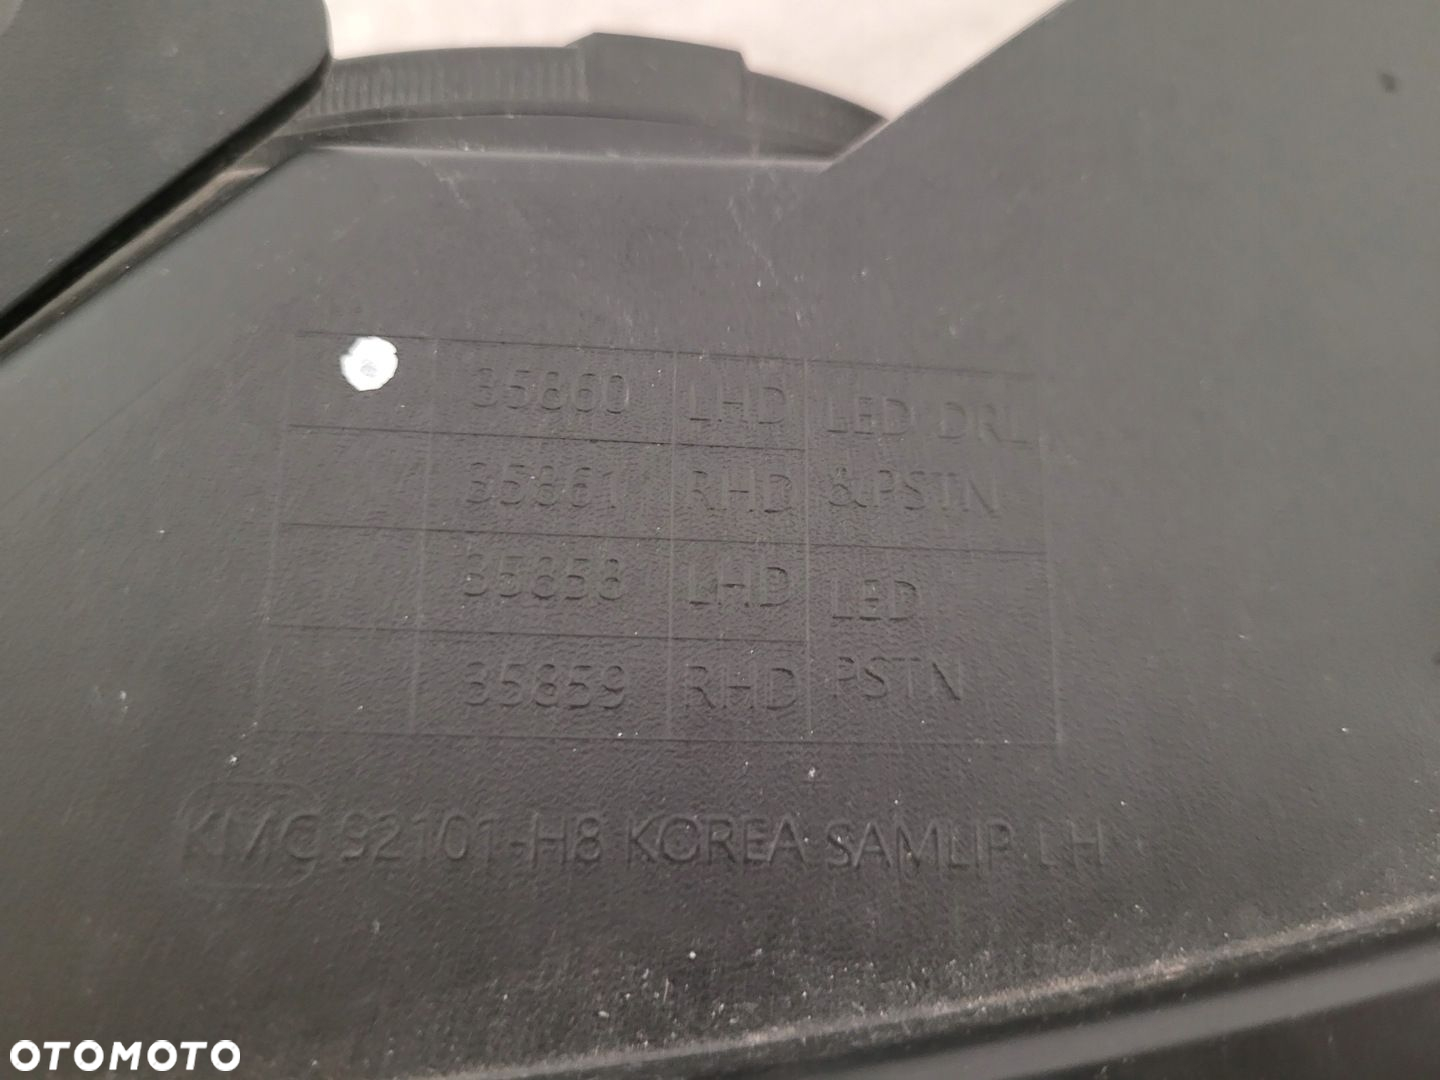 35860 LHD LED DRL
35861 RHD &PSTN
35858 LHD LED
35859 RHD PSTN
KMC 92101-H8 KOREA SAMLIP LH
OTOMOTO